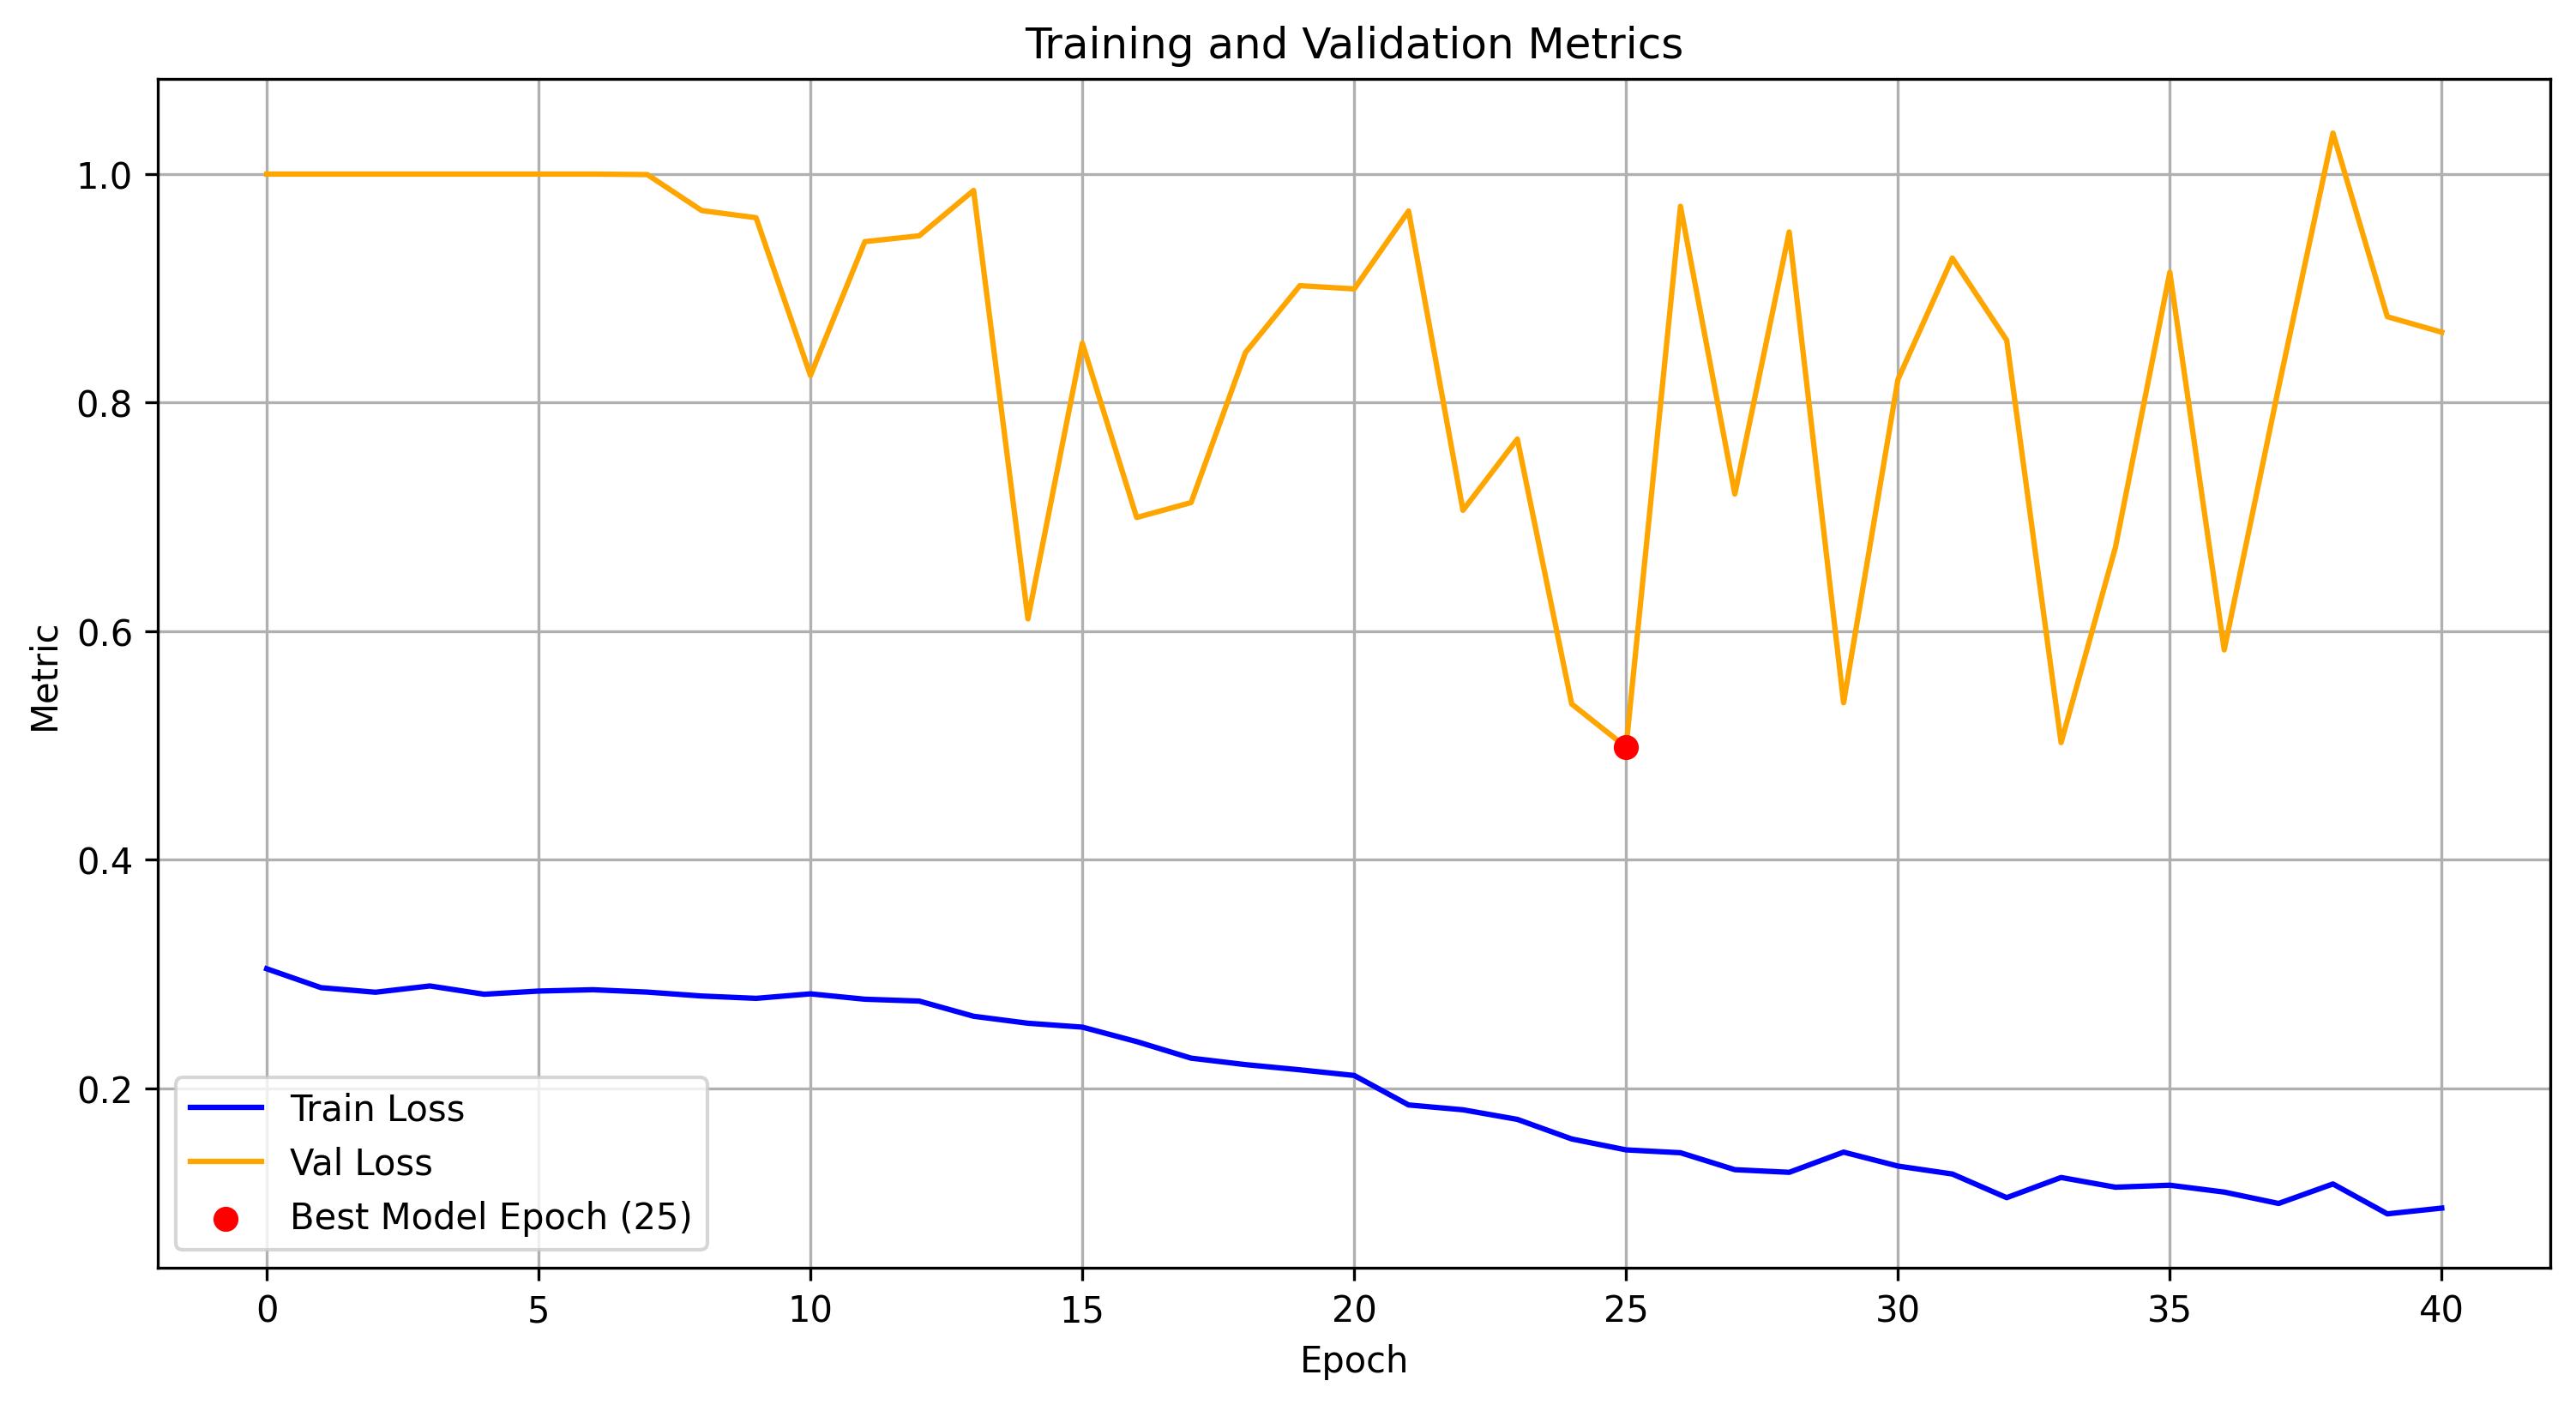 Training and Validation Metrics
1.0
0.8
0.6
0.4
0.2
Metric
Train Loss
Val Loss
Best Model Epoch (25)
0 5 10 15 20 25 30 35 40
Epoch